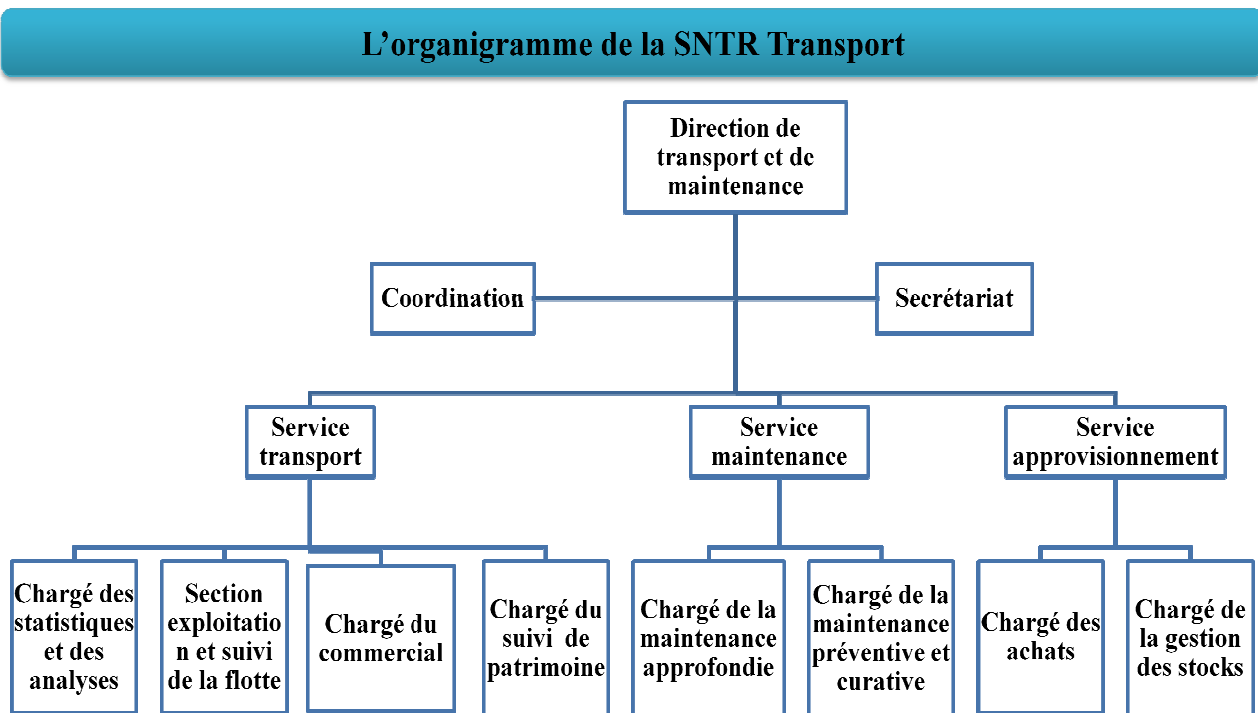 L'organigramme de la SNTR Transport
Direction de
transport et de
maintenance
Coordination
Secrétariat
Service
transport
Service
maintenance
Service
approvisionnement
Chargé des
statistiques
et des
analyses
Section
exploitatio
n et suivi
de la flotte
Chargé du
commercial
Chargé du
suivi de
patrimoine
Chargé de la
maintenance
approfondie
Chargé de la
maintenance
préventive et
curative
Chargé des
achats
Chargé de
la gestion
des stocks